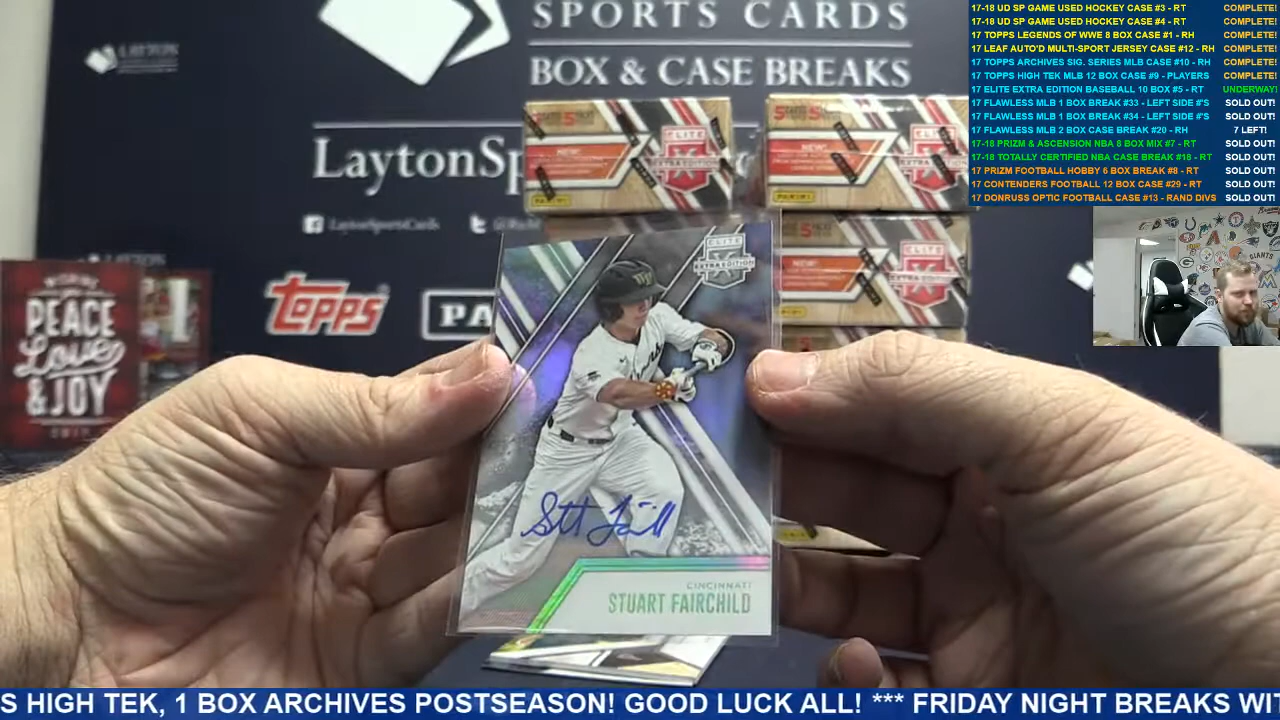 SPORTS CARDS
BOX & CASE BREAKS
LaytonSp
LaytonSportsCards
TOPPS
PA
PEACE
Love
& JOY
5 5
NEW!
ELITE
EXTRA EDITION
PANINI
ELITE
EXTRA EDITION
CINCINNATI
STUART FAIRCHILD
17-18 UD SP GAME USED HOCKEY CASE #3 - RT COMPLETE!
17-18 UD SP GAME USED HOCKEY CASE #4 - RT COMPLETE!
17 TOPPS LEGENDS OF WWE 8 BOX CASE #1 - RH COMPLETE!
17 LEAF AUTO'D MULTI-SPORT JERSEY CASE #12 - RH COMPLETE!
17 TOPPS ARCHIVES SIG. SERIES MLB CASE #10 - RH COMPLETE!
17 TOPPS HIGH TEK MLB 12 BOX CASE #9 - PLAYERS COMPLETE!
17 ELITE EXTRA EDITION BASEBALL 10 BOX #5 - RT UNDERWAY!
17 FLAWLESS MLB 1 BOX BREAK #33 - LEFT SIDE #'S SOLD OUT!
17 FLAWLESS MLB 1 BOX BREAK #34 - LEFT SIDE #'S SOLD OUT!
17 FLAWLESS MLB 2 BOX CASE BREAK #20 - RH 7 LEFT!
17-18 PRIZM & ASCENSION NBA 8 BOX MIX #7 - RT SOLD OUT!
17-18 TOTALLY CERTIFIED NBA CASE BREAK #16 - RT SOLD OUT!
17 PRIZM FOOTBALL HOBBY 6 BOX BREAK #8 - RT SOLD OUT!
17 CONTENDERS FOOTBALL 12 BOX CASE #29 - RT SOLD OUT!
17 DONRUSS OPTIC FOOTBALL CASE #13 - RAND DIVS SOLD OUT!
S HIGH TEK, 1 BOX ARCHIVES POSTSEASON! GOOD LUCK ALL! *** FRIDAY NIGHT BREAKS WIT